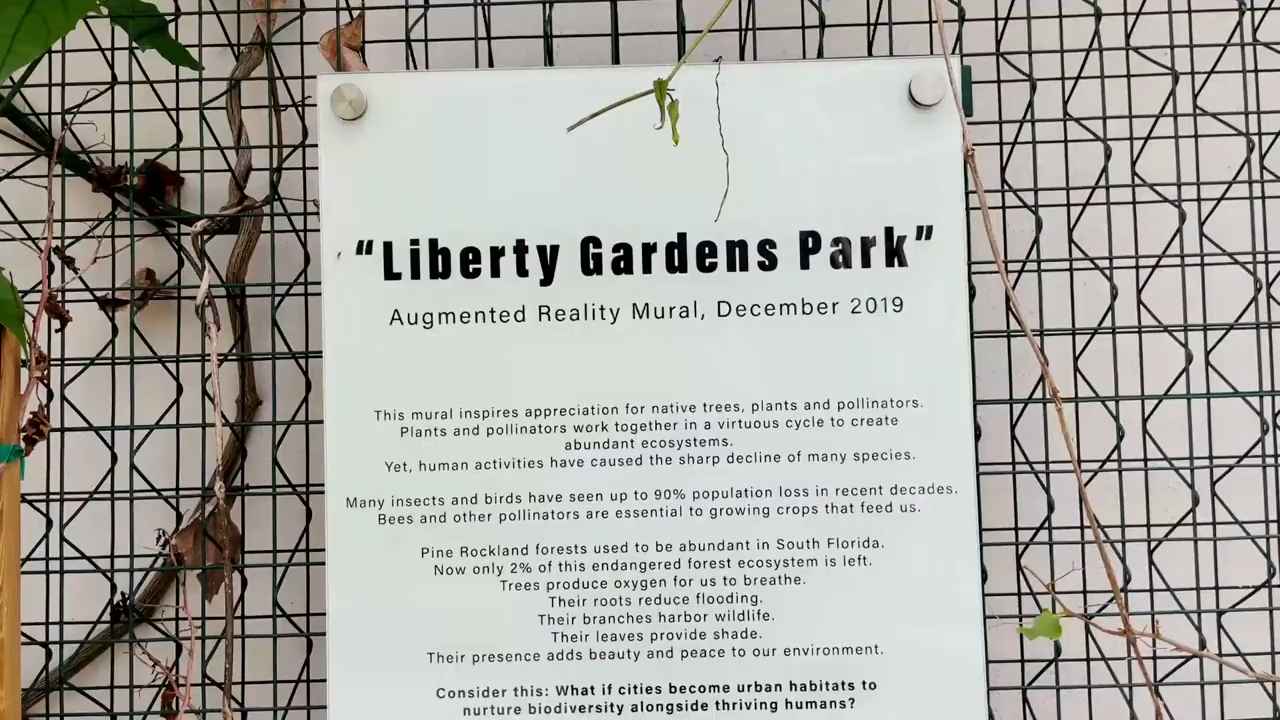 “Liberty Gardens Park”
Augmented Reality Mural, December 2019
This mural inspires appreciation for native trees, plants and pollinators.
Plants and pollinators work together in a virtuous cycle to create
abundant ecosystems.
Yet, human activities have caused the sharp decline of many species.
Many insects and birds have seen up to 90% population loss in recent decades.
Bees and other pollinators are essential to growing crops that feed us.
Pine Rockland forests used to be abundant in South Florida.
Now only 2% of this endangered forest ecosystem is left.
Trees produce oxygen for us to breathe.
Their roots reduce flooding.
Their branches harbor wildlife.
Their leaves provide shade.
Their presence adds beauty and peace to our environment.
Consider this: What if cities become urban habitats to
nurture biodiversity alongside thriving humans?